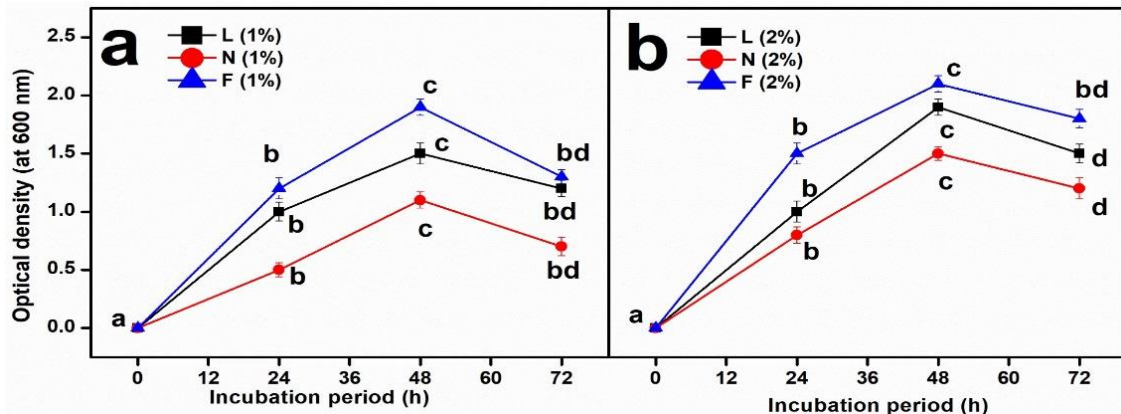 a
L (1%)
N (1%)
F (1%)
Optical density (at 600 nm)
2.5
2.0
1.5
1.0
0.5
0.0
a
b
b
b
c
c
c
bd
bd
bd
0 12 24 36 48 60 72
Incubation period (h)
b
L (2%)
N (2%)
F (2%)
a
b
b
b
c
c
c
bd
d
d
0 12 24 36 48 60 72
Incubation period (h)